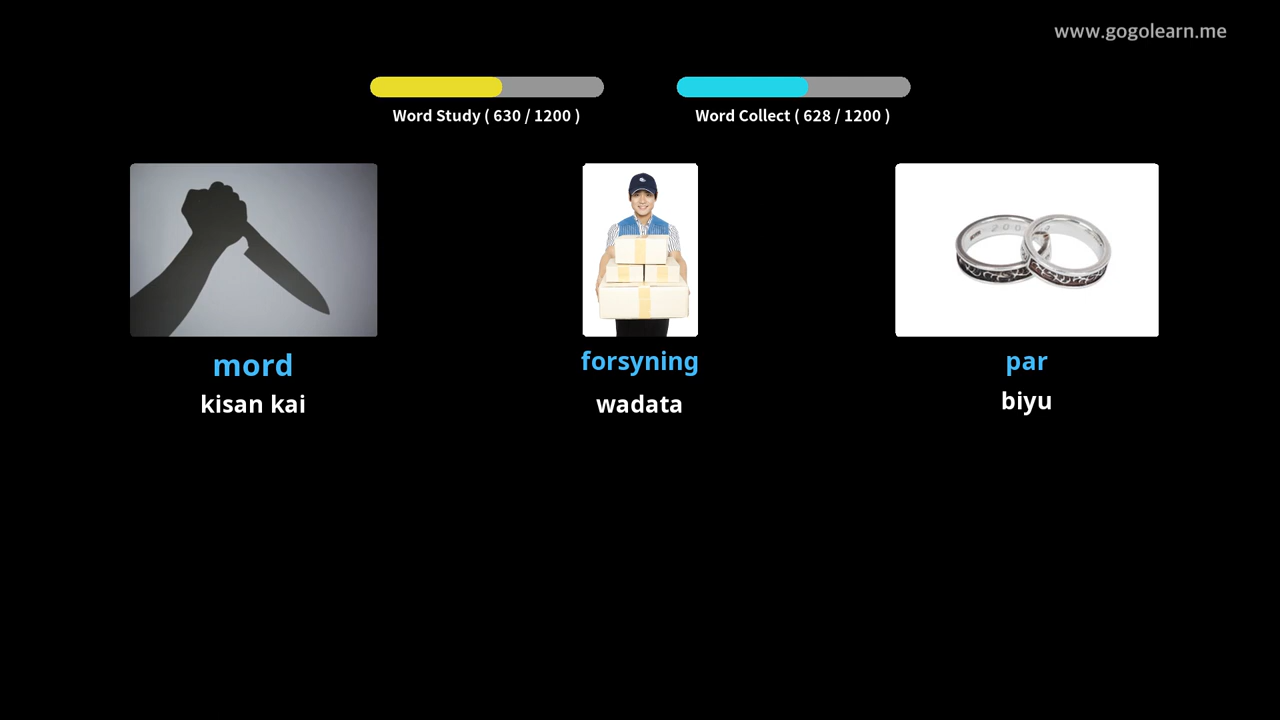 www.gogolearn.me
Word Study ( 630 / 1200 )
Word Collect ( 628 / 1200 )
mord
kisan kai
forsyning
wadata
par
biyu